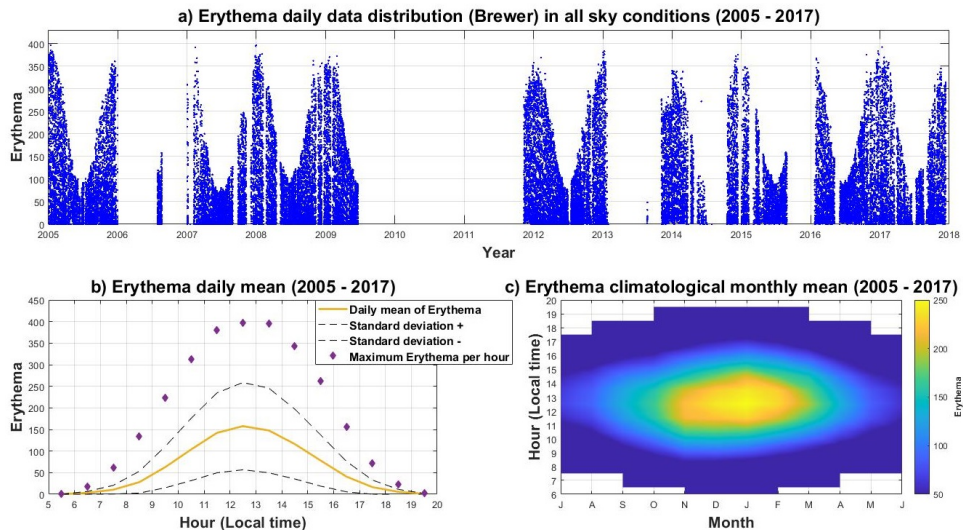 a) Erythema daily data distribution (Brewer) in all sky conditions (2005 - 2017)
Erythema
400
350
300
250
200
150
100
50
0
2005 2006 2007 2008 2009 2010 2011 2012 2013 2014 2015 2016 2017 2018
Year
b) Erythema daily mean (2005 - 2017)
Erythema
450
400
350
300
250
200
150
100
50
0
5 6 7 8 9 10 11 12 13 14 15 16 17 18 19 20
Hour (Local time)
Daily mean of Erythema
Standard deviation +
Standard deviation -
Maximum Erythema per hour
c) Erythema climatological monthly mean (2005 - 2017)
Hour (Local time)
20
19
18
17
16
15
14
13
12
11
10
9
8
7
6
J A S O N D J F M A M J
Month
250
200
150
100
50
Erythema